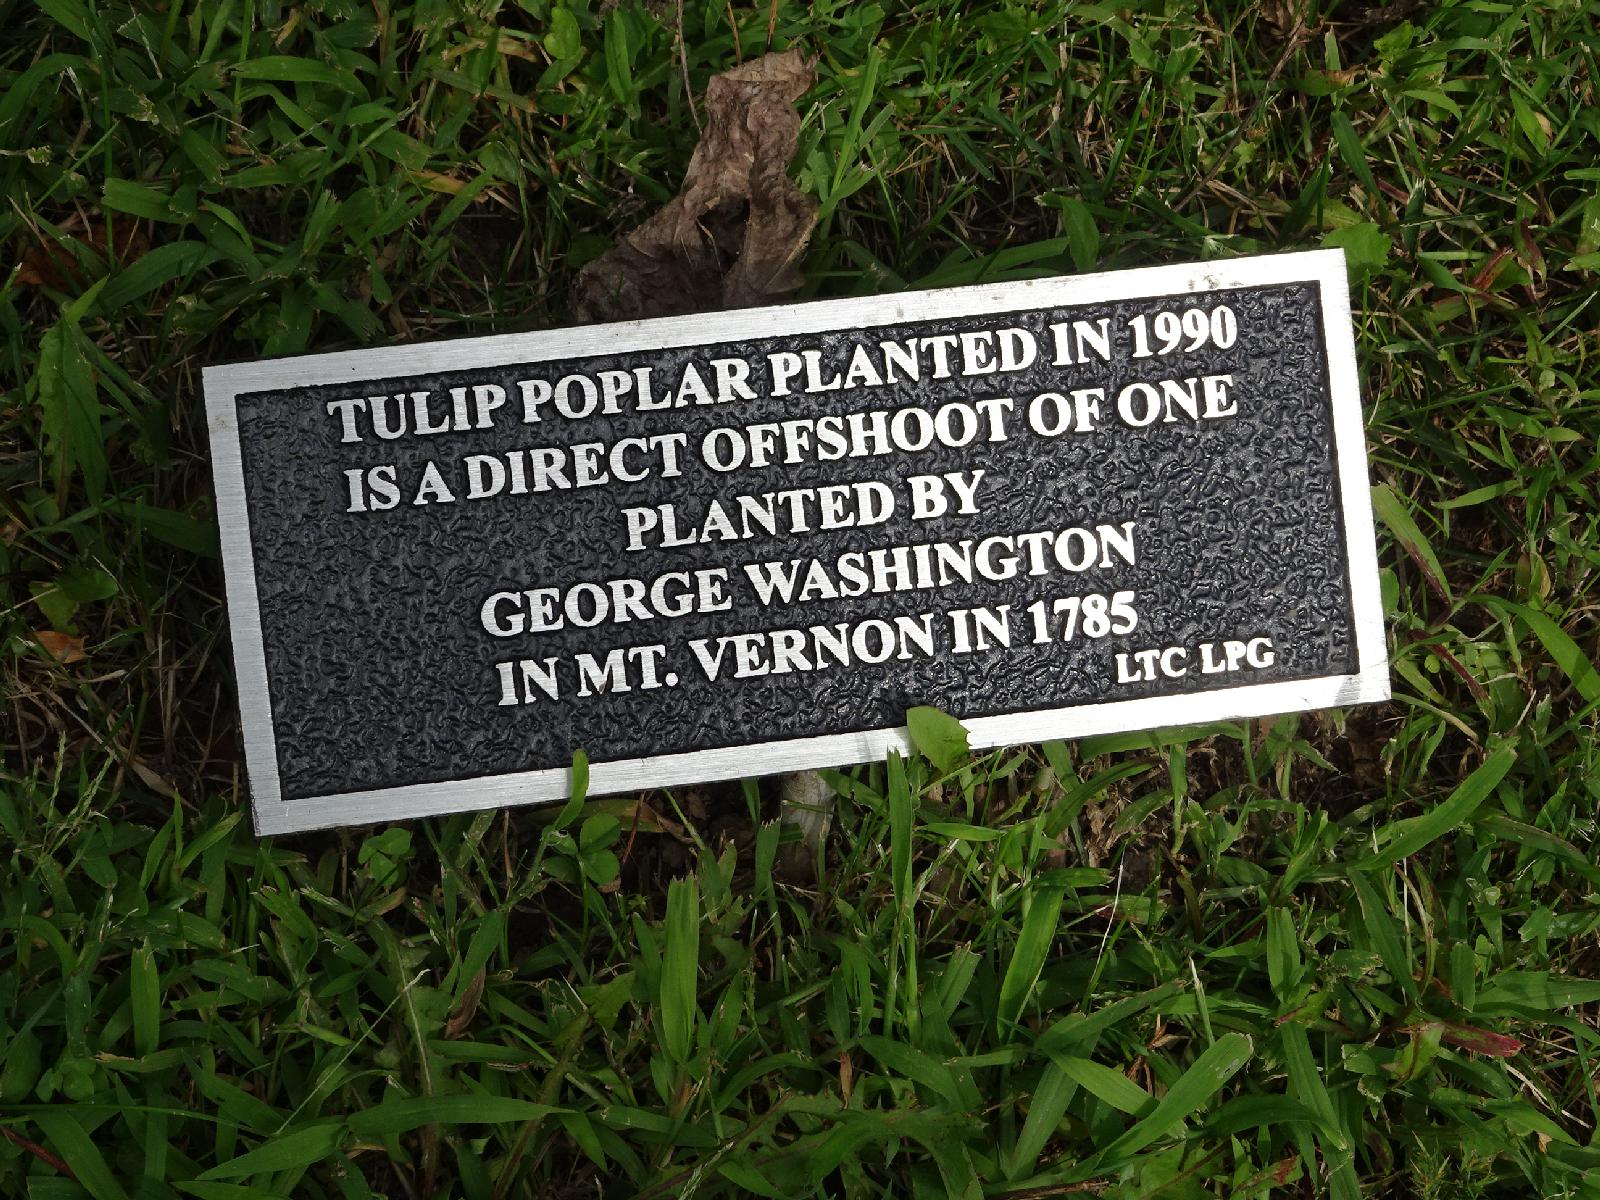 TULIP POPLAR PLANTED IN 1990
IS A DIRECT OFFSHOOT OF ONE
PLANTED BY
GEORGE WASHINGTON
IN MT. VERNON IN 1785
LTC LPG